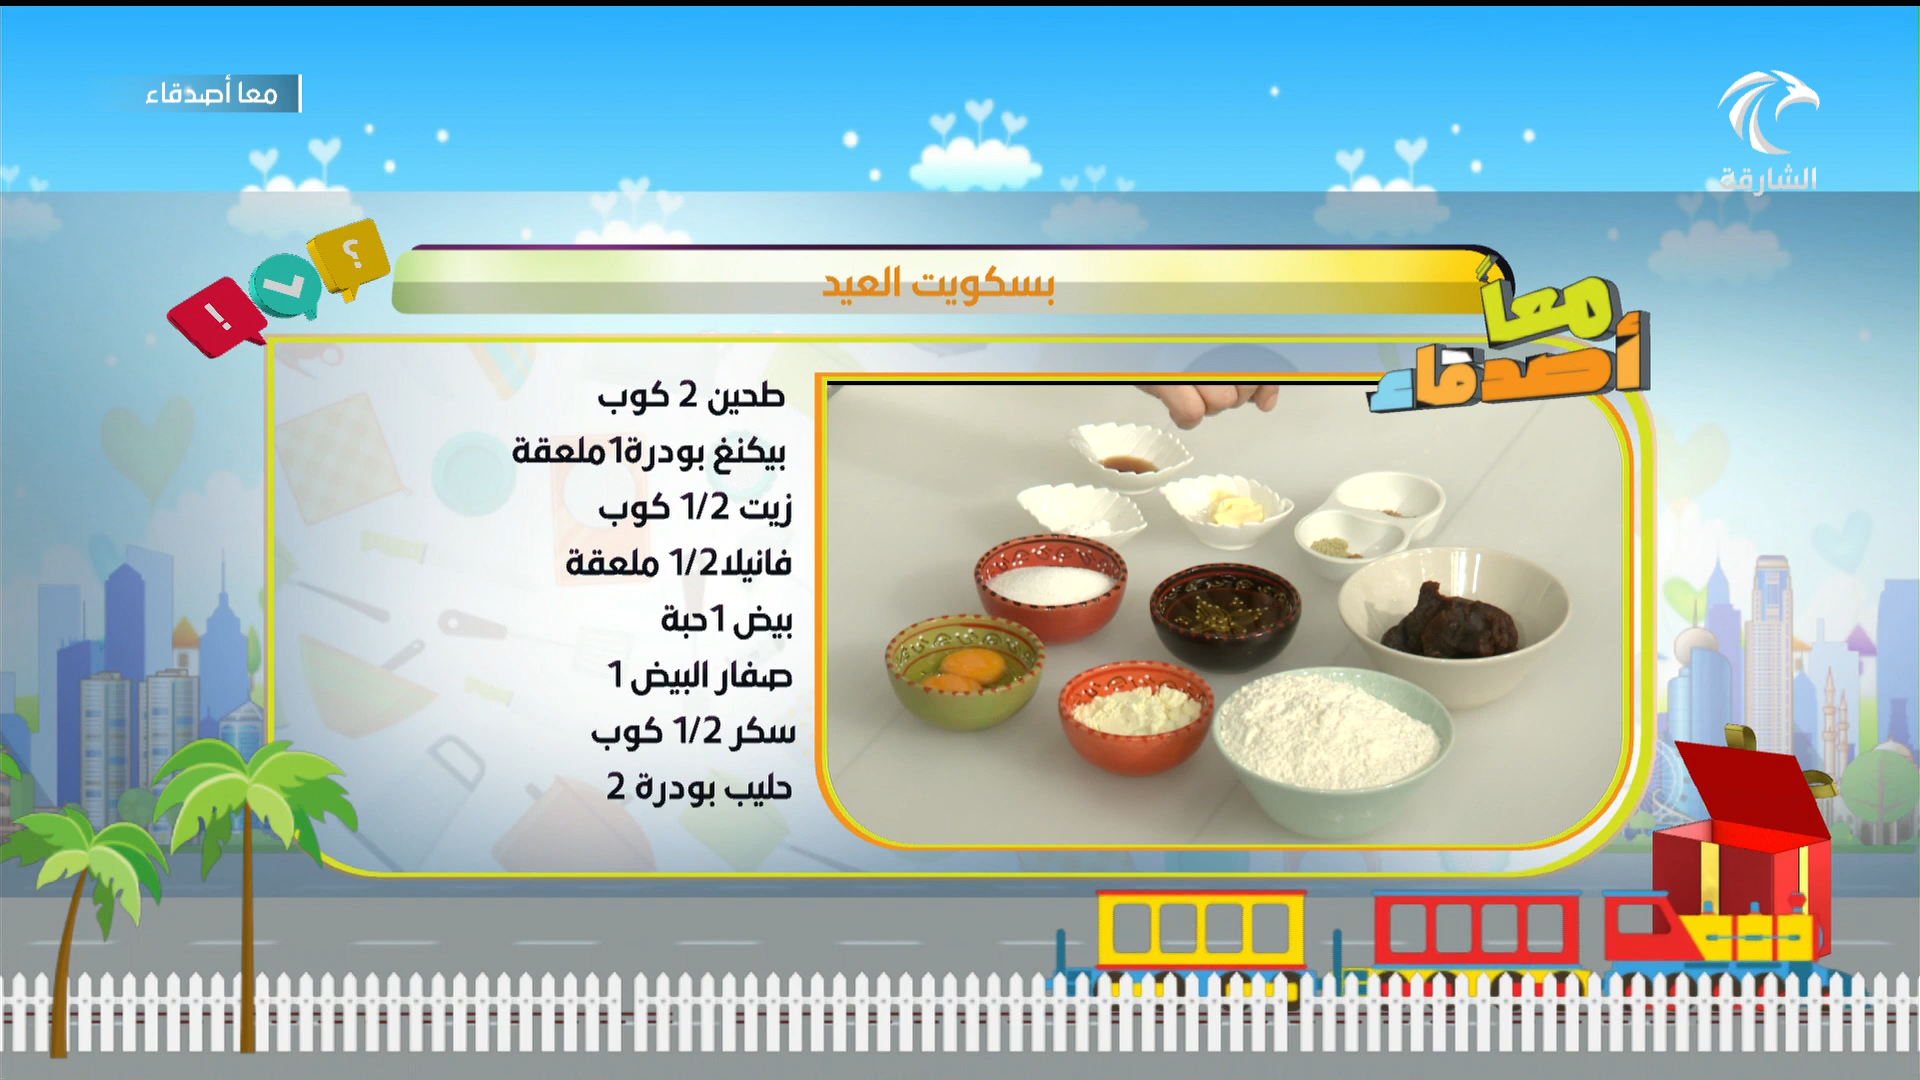 معا أصدقاء
الشارقة
بسكويت العيد
معاً
أصدقاء
طحين 2 كوب
بيكنغ بودرة1ملعقة
زيت 1/2 كوب
فانيلا1/2 ملعقة
بيض 1حبة
صفار البيض 1
سكر 1/2 كوب
حليب بودرة 2